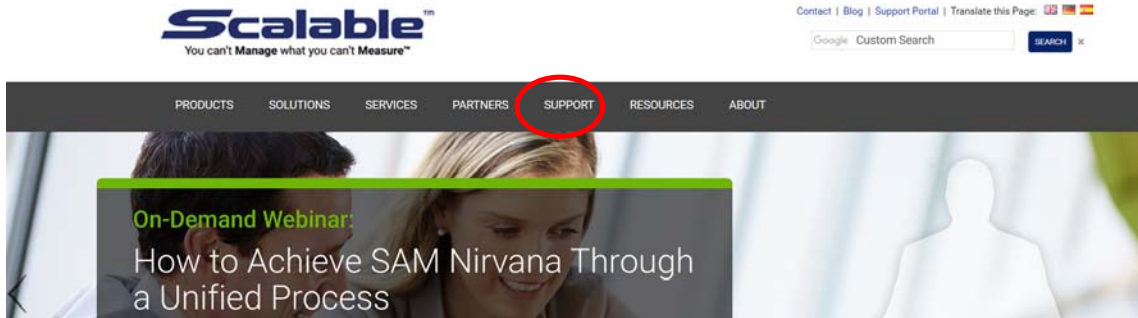 Scalable™
You can't Manage what you can't Measure™
Contact | Blog | Support Portal | Translate this Page:
Google Custom Search
SEARCH x
PRODUCTS SOLUTIONS SERVICES PARTNERS SUPPORT RESOURCES ABOUT
On-Demand Webinar:
How to Achieve SAM Nirvana Through
a Unified Process